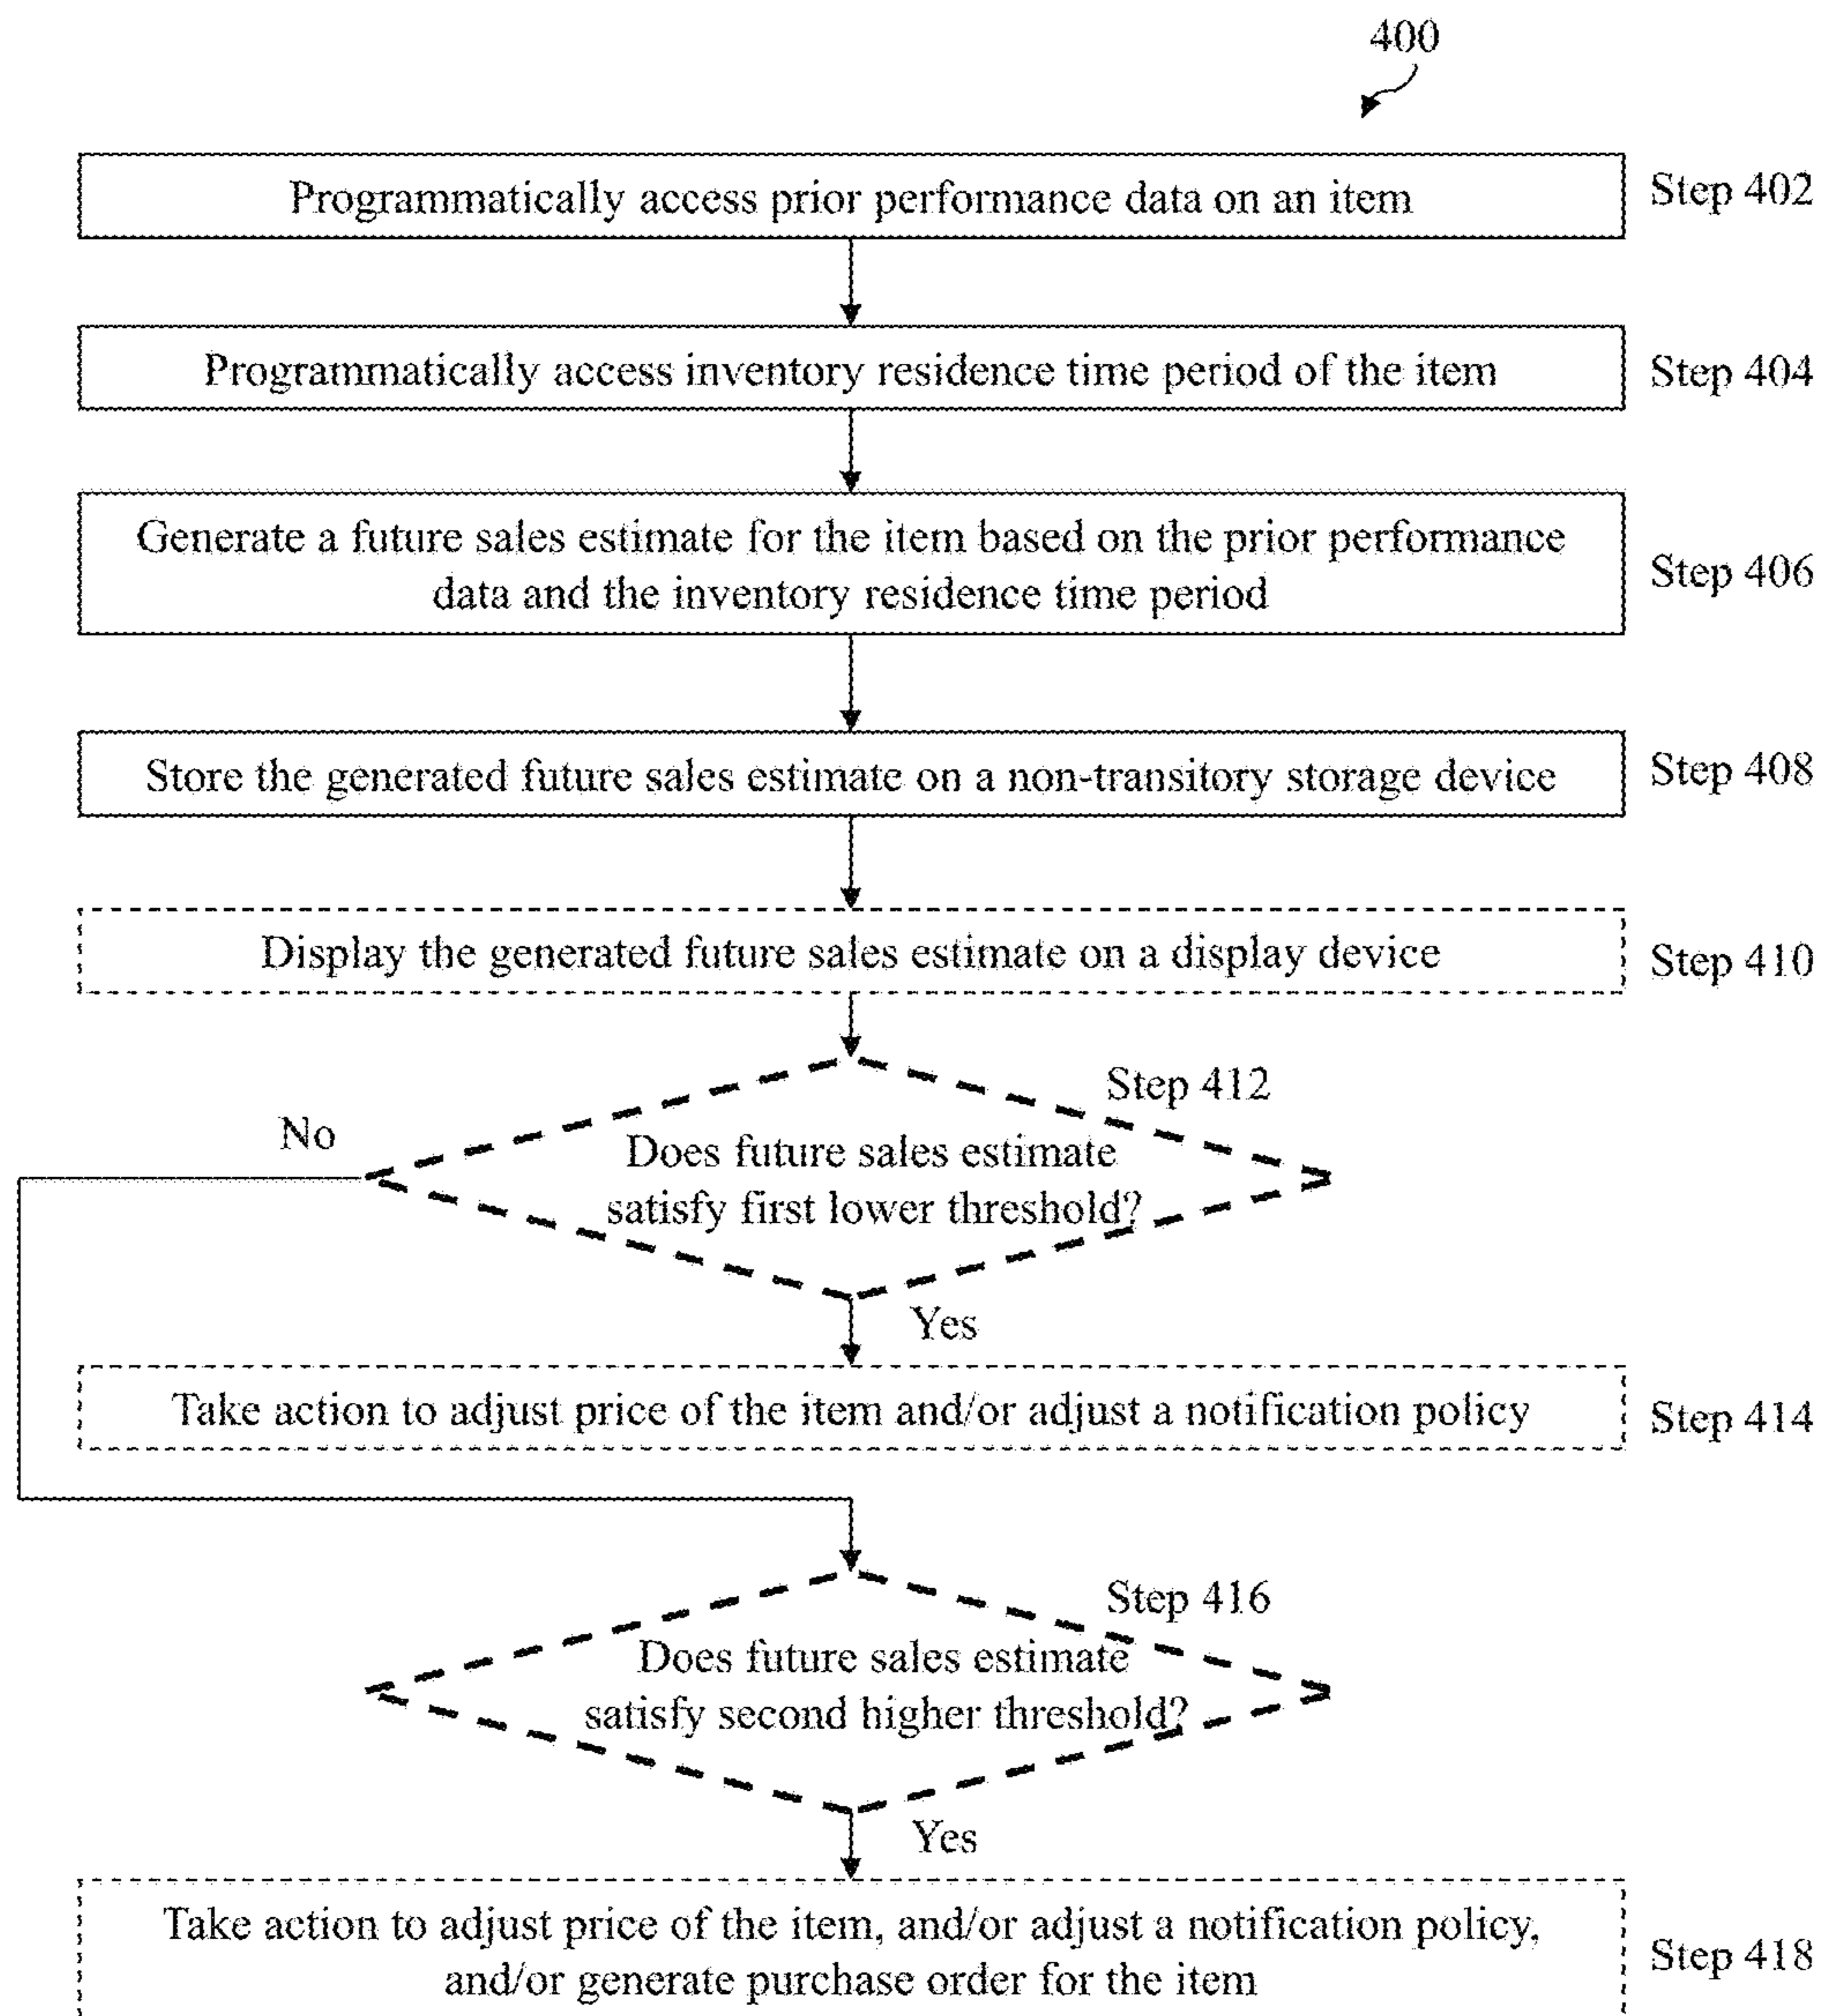 400
Programmatically access prior performance data on an item
Step 402
Programmatically access inventory residence time period of the item
Step 404
Generate a future sales estimate for the item based on the prior performance
data and the inventory residence time period
Step 406
Store the generated future sales estimate on a non-transitory storage device
Step 408
Display the generated future sales estimate on a display device
Step 410
Step 412
No
Does future sales estimate
satisfy first lower threshold?
Yes
Take action to adjust price of the item and/or adjust a notification policy
Step 414
Step 416
Does future sales estimate
satisfy second higher threshold?
Yes
Take action to adjust price of the item, and/or adjust a notification policy,
and/or generate purchase order for the item
Step 418